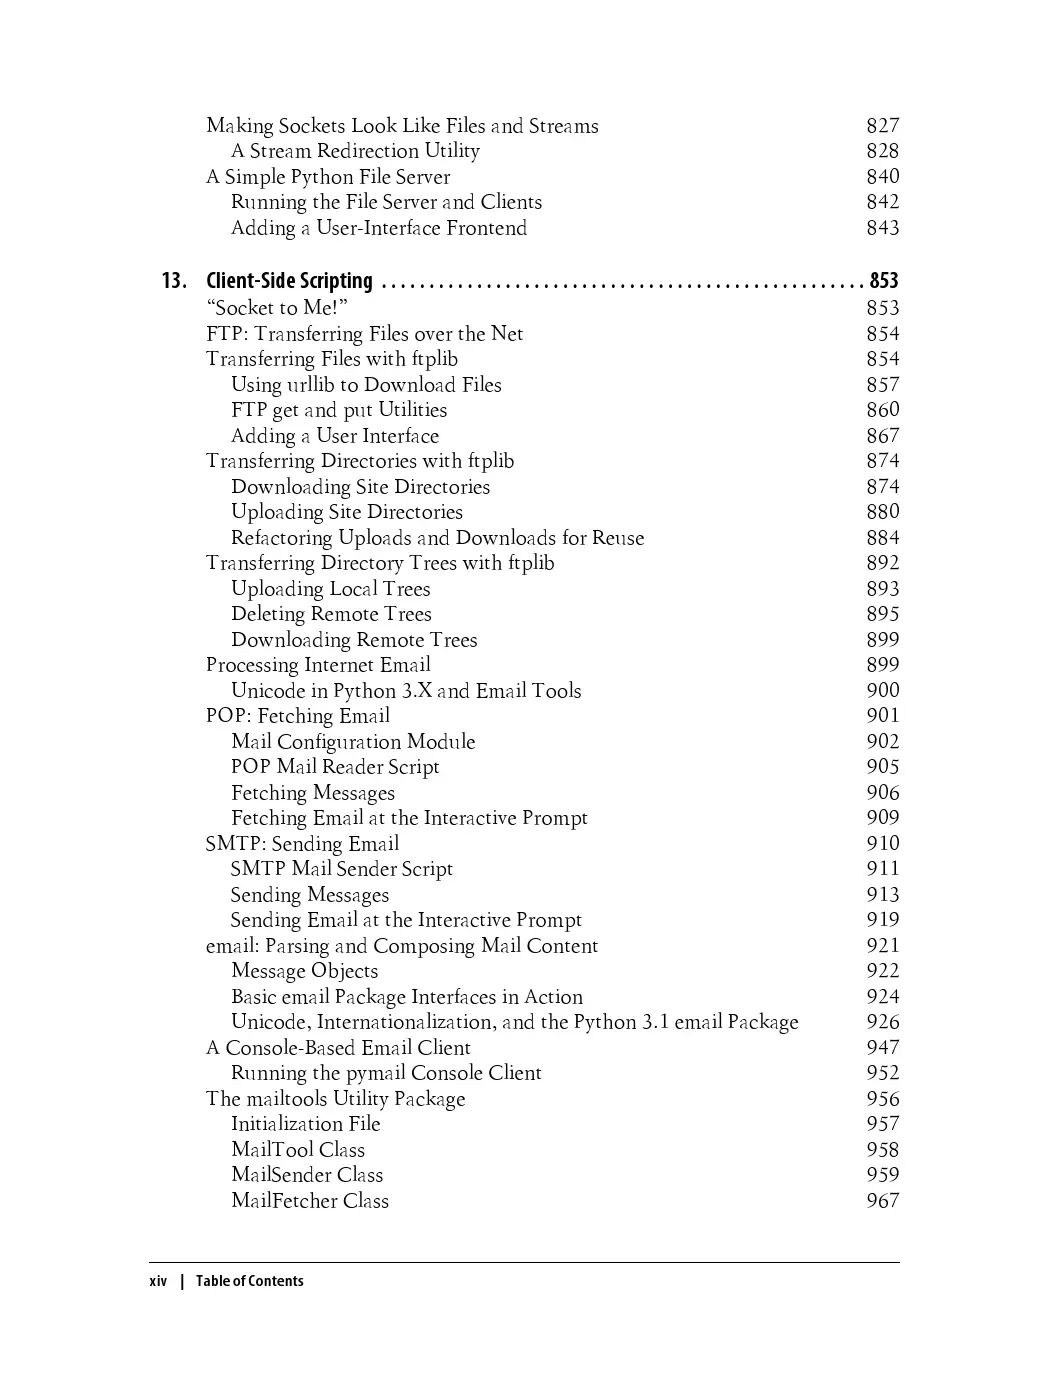 Making Sockets Look Like Files and Streams 827
A Stream Redirection Utility 828
A Simple Python File Server 840
Running the File Server and Clients 842
Adding a User-Interface Frontend 843
13. Client-Side Scripting . . . . . . . . . . . . . . . . . . . . . . . . . . . . . . . . . . . . . . . . . . . . . . . . . . . 853
“Socket to Me!” 853
FTP: Transferring Files over the Net 854
Transferring Files with ftplib 854
Using urllib to Download Files 857
FTP get and put Utilities 860
Adding a User Interface 867
Transferring Directories with ftplib 874
Downloading Site Directories 874
Uploading Site Directories 880
Refactoring Uploads and Downloads for Reuse 884
Transferring Directory Trees with ftplib 892
Uploading Local Trees 893
Deleting Remote Trees 895
Downloading Remote Trees 899
Processing Internet Email 899
Unicode in Python 3.X and Email Tools 900
POP: Fetching Email 901
Mail Configuration Module 902
POP Mail Reader Script 905
Fetching Messages 906
Fetching Email at the Interactive Prompt 909
SMTP: Sending Email 910
SMTP Mail Sender Script 911
Sending Messages 913
Sending Email at the Interactive Prompt 919
email: Parsing and Composing Mail Content 921
Message Objects 922
Basic email Package Interfaces in Action 924
Unicode, Internationalization, and the Python 3.1 email Package 926
A Console-Based Email Client 947
Running the pymail Console Client 952
The mailtools Utility Package 956
Initialization File 957
MailTool Class 958
MailSender Class 959
MailFetcher Class 967
xiv | Table of Contents